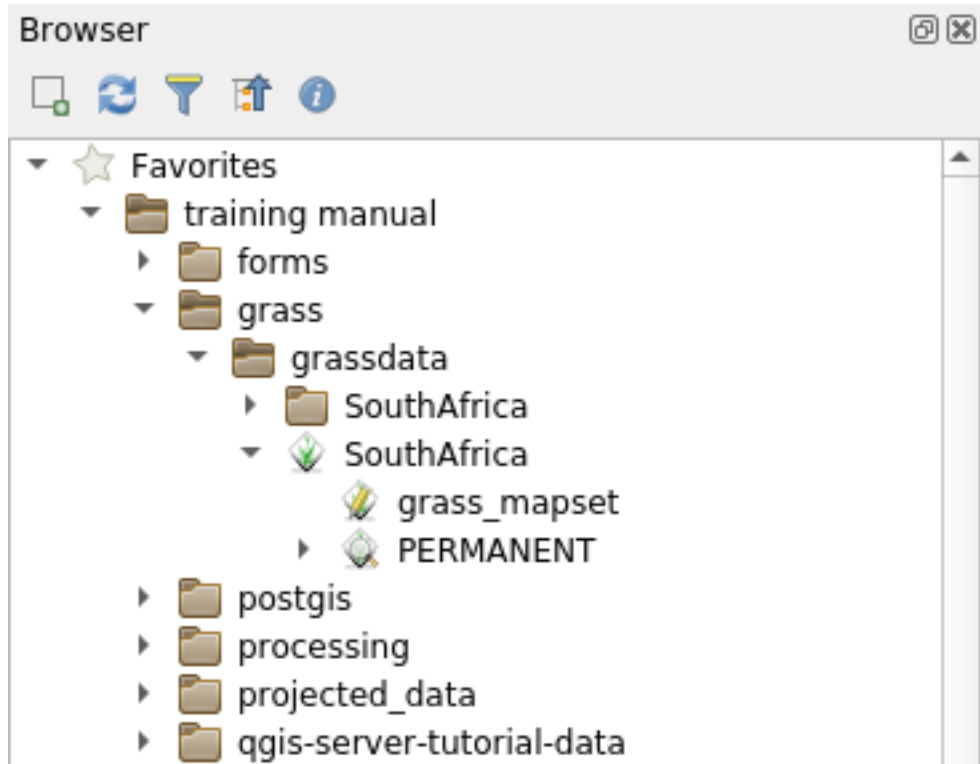 Browser
Favorites
training manual
forms
grass
grassdata
SouthAfrica
SouthAfrica
grass_mapset
PERMANENT
postgis
processing
projected_data
qgis-server-tutorial-data